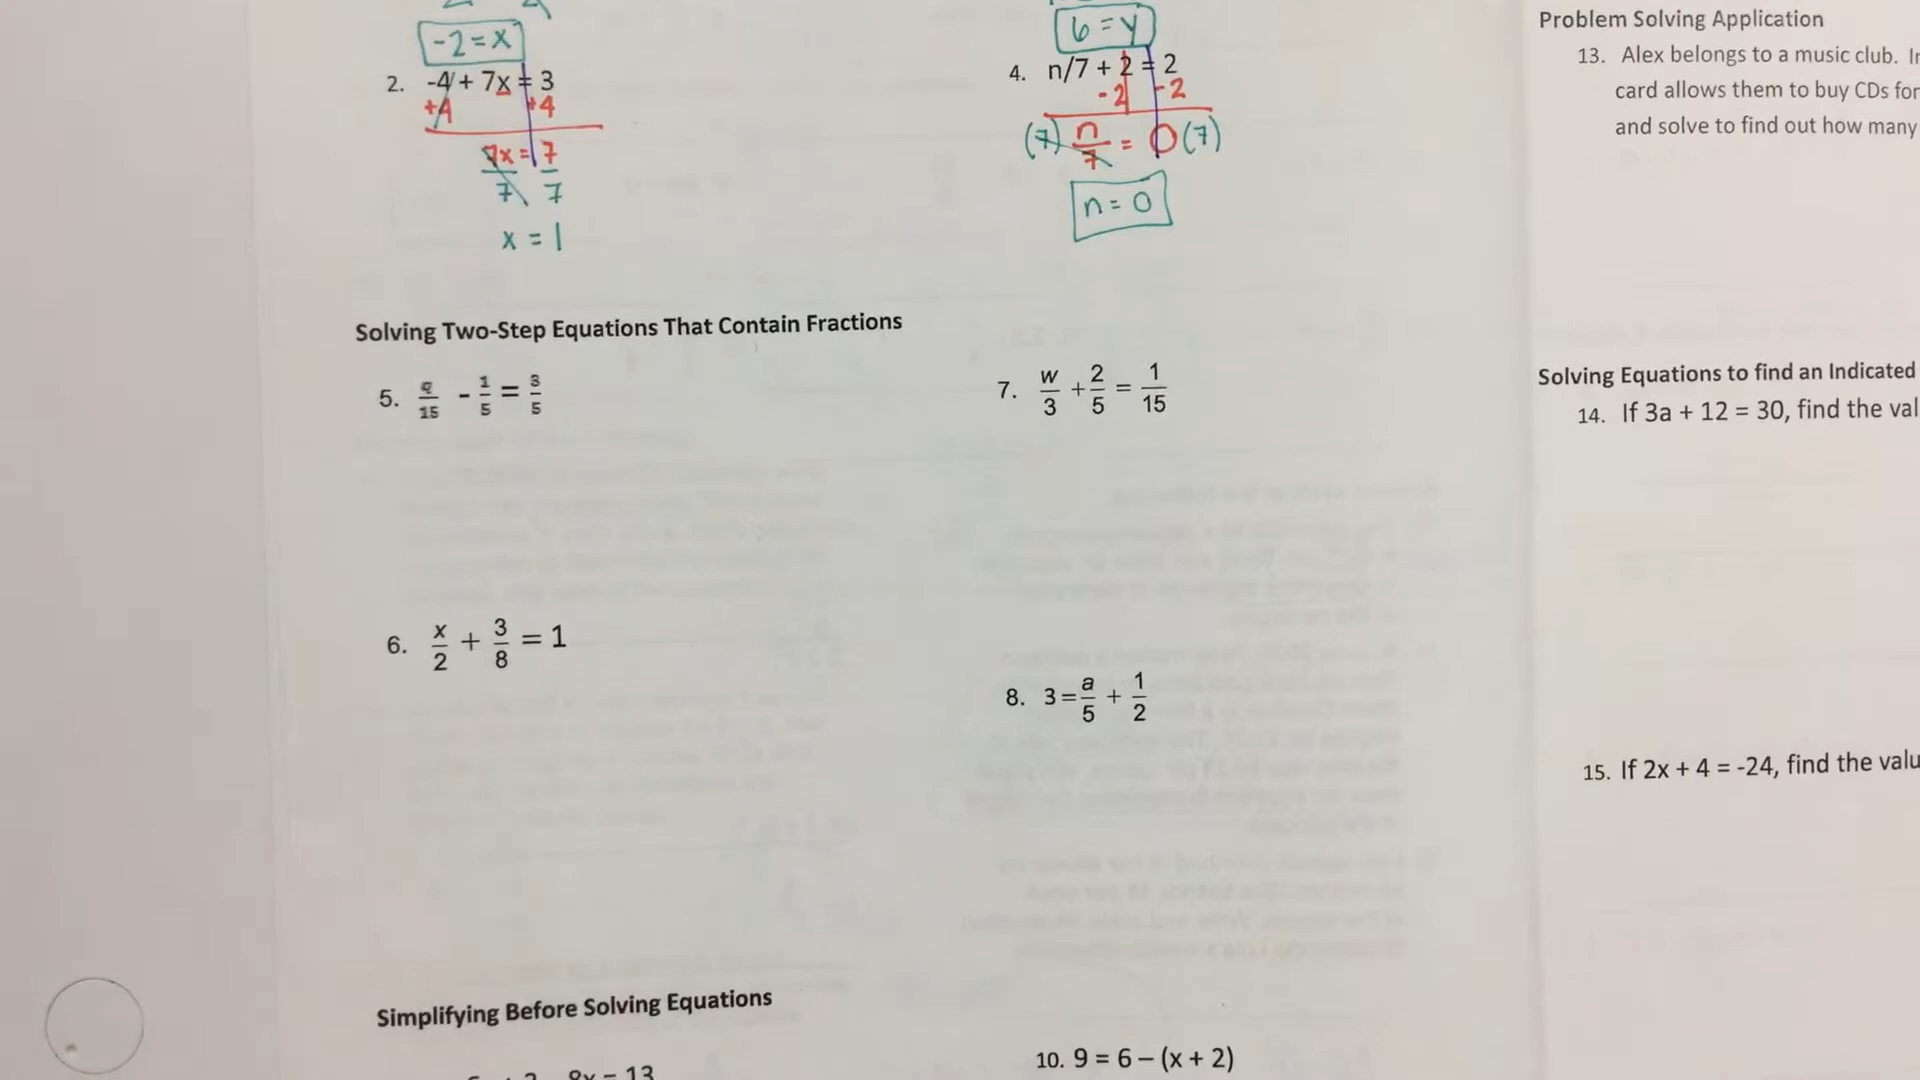 -2=x
2. -4 + 7x = 3
+4 +4
7x = 7
7 7
x = 1
6 = y
4. n/7 + 2 = 2
-2 -2
(7) n/7 = 0 (7)
n = 0
Solving Two-Step Equations That Contain Fractions
5. q/15 - 1/5 = 3/5
6. x/2 + 3/8 = 1
7. w/3 + 2/5 = 1/15
8. 3 = a/5 + 1/2
Simplifying Before Solving Equations
8x – 13
10. 9 = 6 – (x + 2)
Problem Solving Application
13. Alex belongs to a music club.
card allows them to buy CDs for
and solve to find out how many
Solving Equations to find an Indicated
14. If 3a + 12 = 30, find the
15. If 2x + 4 = -24, find the